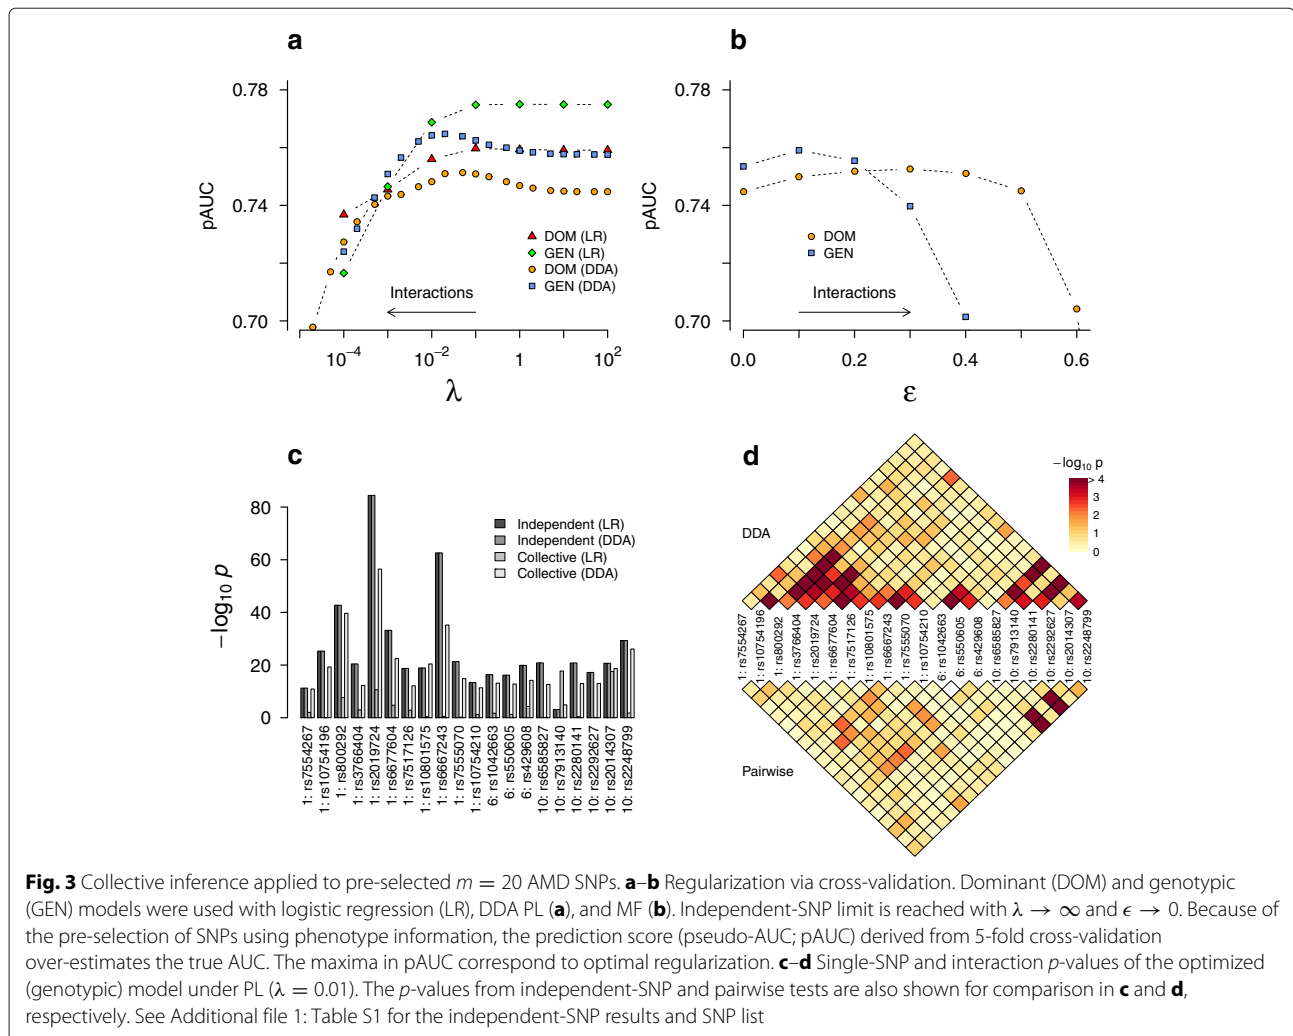 a
0.78
0.74
0.70
pAUC
DOM (LR)
GEN (LR)
DOM (DDA)
GEN (DDA)
Interactions
10⁻⁴
10⁻²
1
10²
λ
b
0.78
0.74
0.70
pAUC
DOM
GEN
Interactions
0.0
0.2
0.4
0.6
ε
c
80
60
40
20
0
−log₁₀ p
Independent (LR)
Independent (DDA)
Collective (LR)
Collective (DDA)
1: rs7554267
1: rs10754196
1: rs800292
1: rs3766404
1: rs2019724
1: rs6677604
1: rs7517126
1: rs10801575
1: rs6667243
1: rs7555070
1: rs10754210
6: rs1042663
6: rs550605
6: rs429608
10: rs6585827
10: rs7913140
10: rs2280141
10: rs2292627
10: rs2014307
10: rs2248799
d
−log₁₀ p
> 4
3
2
1
0
DDA
1: rs7554267
1: rs10754196
1: rs800292
1: rs3766404
1: rs2019724
1: rs6677604
1: rs7517126
1: rs10801575
1: rs6667243
1: rs7555070
1: rs10754210
6: rs1042663
6: rs550605
6: rs429608
10: rs6585827
10: rs7913140
10: rs2280141
10: rs2292627
10: rs2014307
10: rs2248799
Pairwise
Fig. 3 Collective inference applied to pre-selected m = 20 AMD SNPs. a–b Regularization via cross-validation. Dominant (DOM) and genotypic
(GEN) models were used with logistic regression (LR), DDA PL (a), and MF (b). Independent-SNP limit is reached with λ → ∞ and ϵ → 0. Because of
the pre-selection of SNPs using phenotype information, the prediction score (pseudo-AUC; pAUC) derived from 5-fold cross-validation
over-estimates the true AUC. The maxima in pAUC correspond to optimal regularization. c–d Single-SNP and interaction p-values of the optimized
(genotypic) model under PL (λ = 0.01). The p-values from independent-SNP and pairwise tests are also shown for comparison in c and d,
respectively. See Additional file 1: Table S1 for the independent-SNP results and SNP list